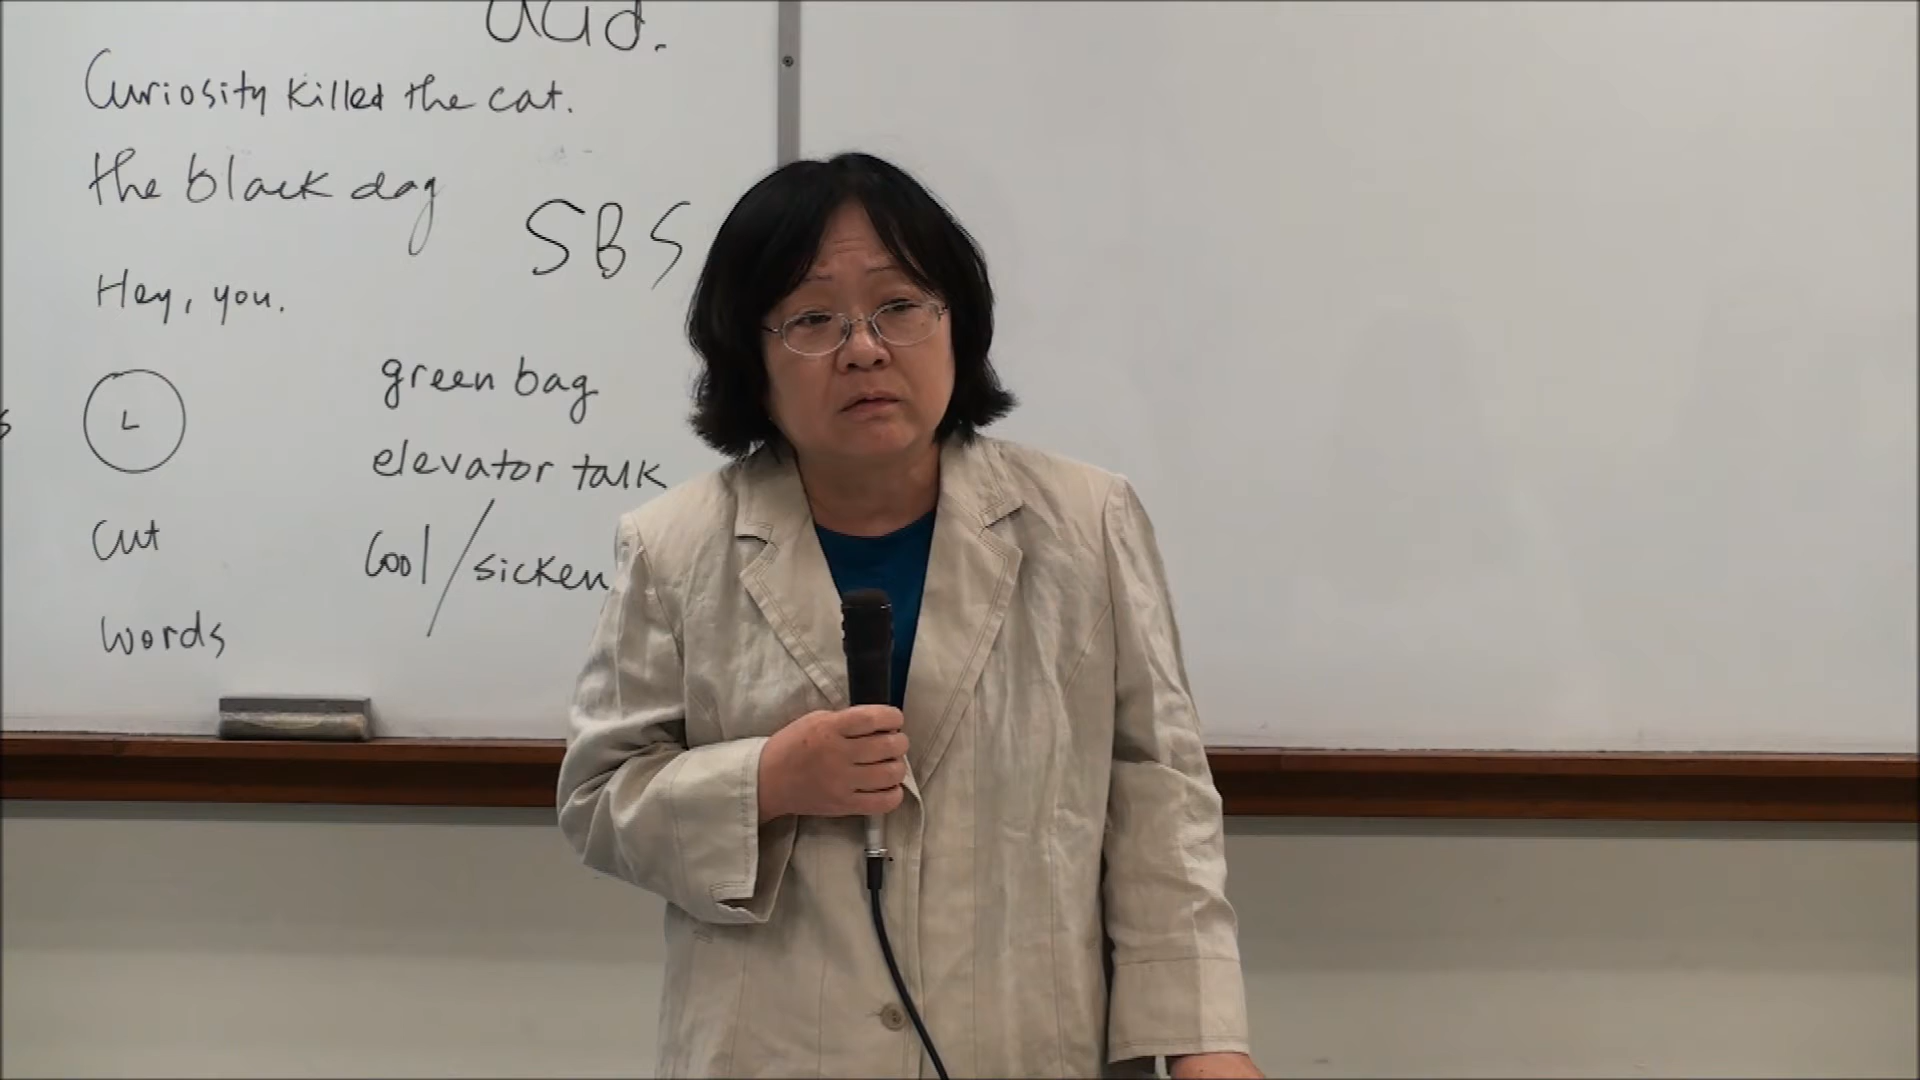 Curiosity killed the cat.
the black dog
SBS
Hey, you.
green bag
L
elevator talk
cut
cool / sicken
words